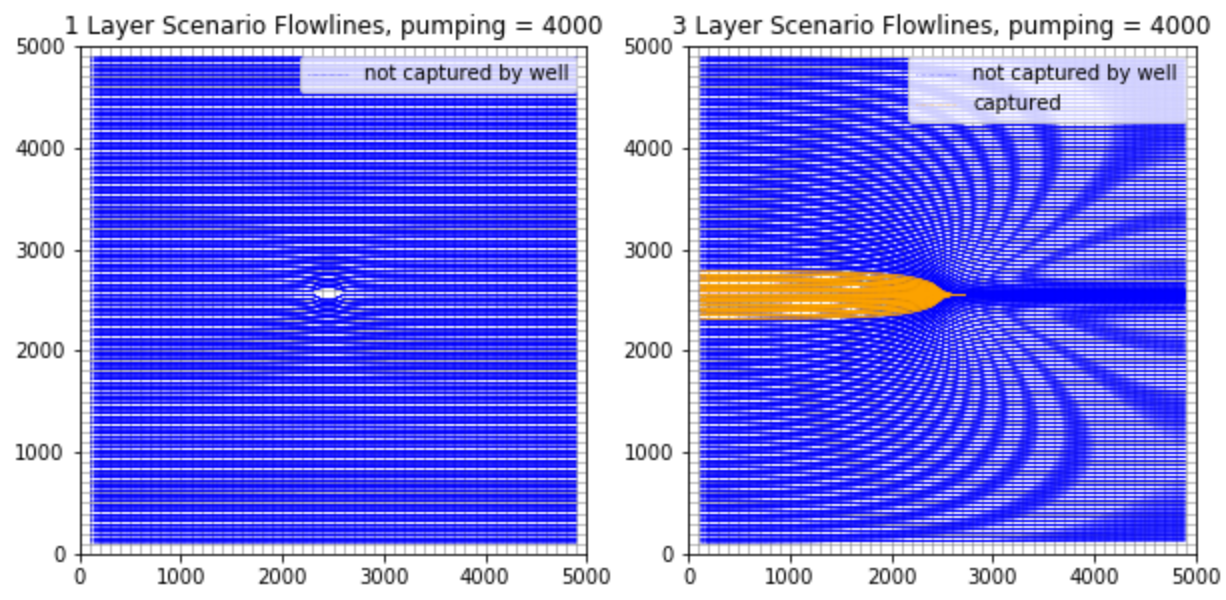 1 Layer Scenario Flowlines, pumping = 4000
5000
4000
3000
2000
1000
0
0 1000 2000 3000 4000 5000
not captured by well
3 Layer Scenario Flowlines, pumping = 4000
5000
4000
3000
2000
1000
0
0 1000 2000 3000 4000 5000
not captured by well
captured